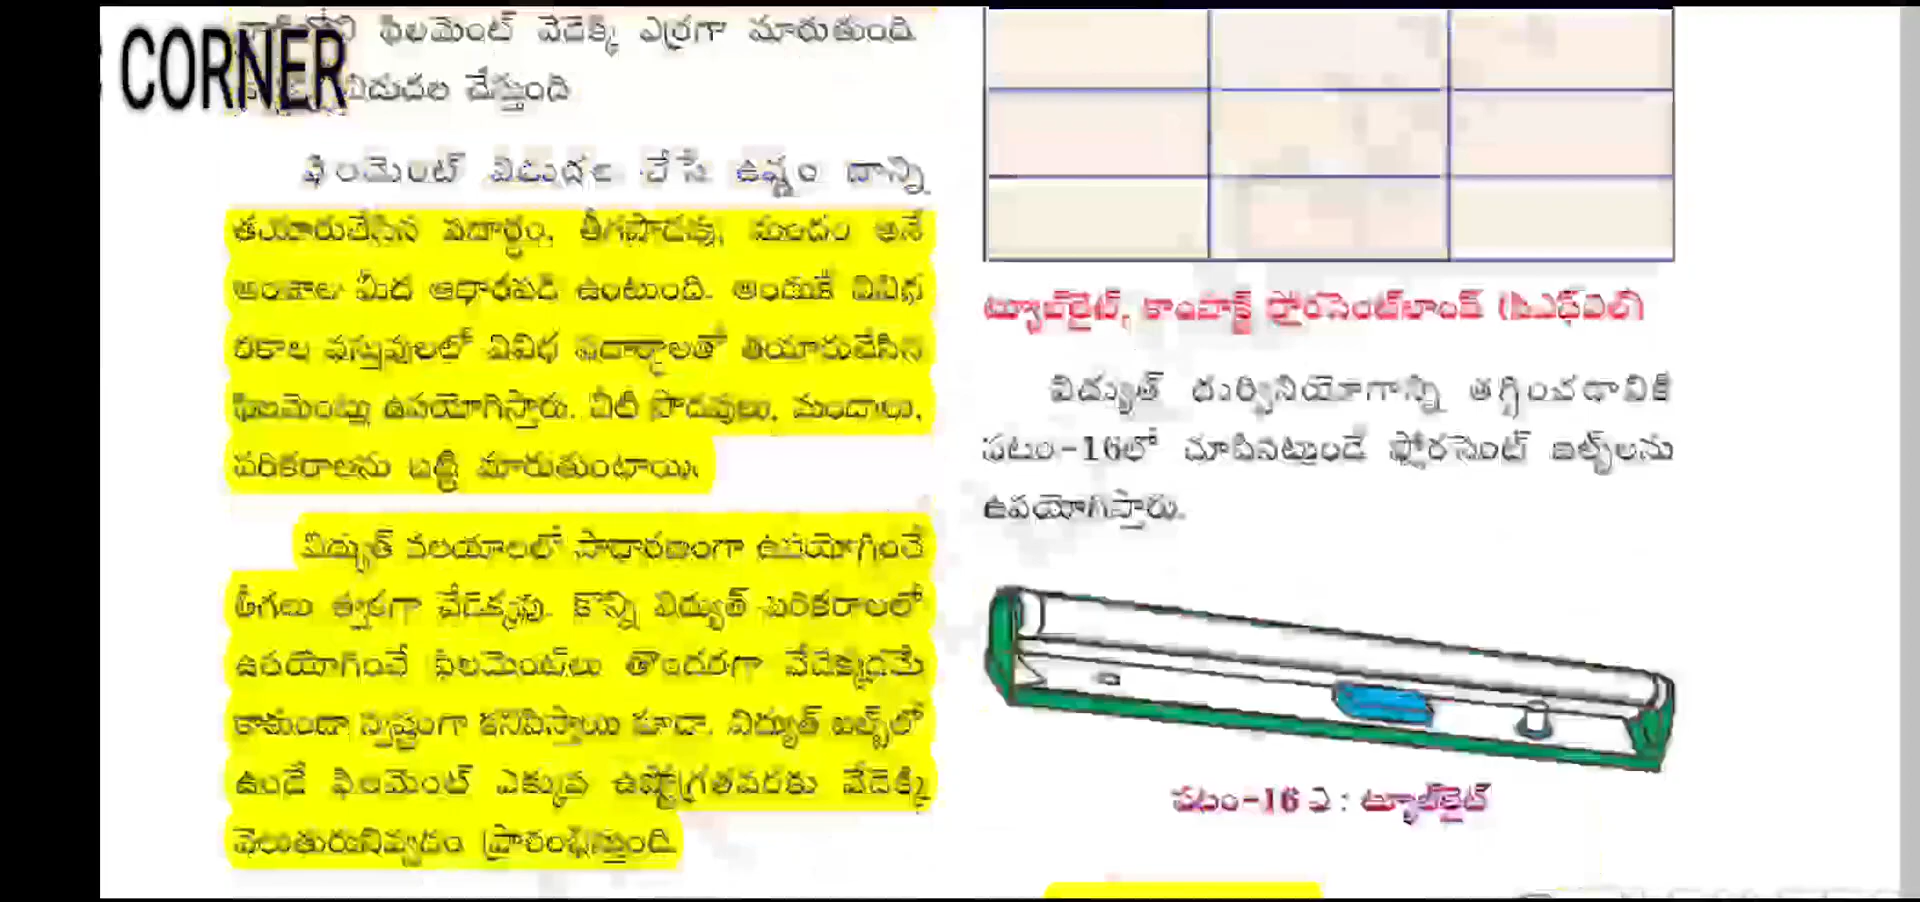 ఫిలమెంట్ వేడెక్కి ఎర్రగా మారుతుంది.
CORNER
విడుదల చేస్తుంది.
ఫిలమెంట్ విడుదల చేసే ఉష్ణం దాన్ని
తయారుచేసిన పదార్థం, తీగపొడవు, మందం అనే
అంశాల మీద ఆధారపడి ఉంటుంది. అందుకే వివిధ
రకాల వస్తువులలో వివిధ పదార్థాలతో తయారుచేసిన
ఫిలమెంట్లు ఉపయోగిస్తారు. వీటి పొడవులు, మందాలు,
పరికరాలను బట్టి మారుతుంటాయి.
విద్యుత్ వలయాలలో సాధారణంగా ఉపయోగించే
తీగలు త్వరగా వేడెక్కవు. కొన్ని విద్యుత్ పరికరాలలో
ఉపయోగించే ఫిలమెంట్‌లు తొందరగా వేడెక్కడమే
కాకుండా స్పష్టంగా కనిపిస్తాయి కూడా. విద్యుత్ బల్బ్‌లో
ఉండే ఫిలమెంట్ ఎక్కువ ఉష్ణోగ్రతవరకు వేడెక్కి
వెలుతురునివ్వడం ప్రారంభిస్తుంది.
ట్యూబ్‌లైట్, కాంపాక్ట్ ఫ్లోరసెంట్‌లాంప్ (సిఎఫ్ఎల్)
విద్యుత్ దుర్వినియోగాన్ని తగ్గించడానికి
పటం-16లో చూపినట్లుండే ఫ్లోరసెంట్ బల్బ్‌లను
ఉపయోగిస్తారు.
పటం-16 ఎ : ట్యూబ్‌లైట్